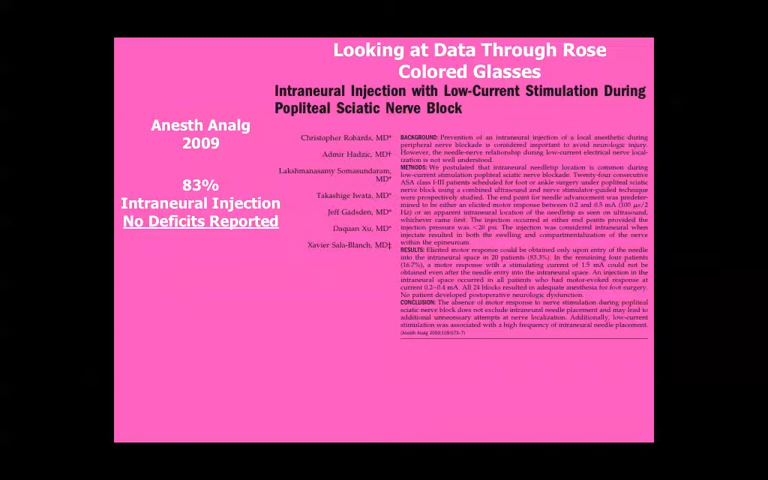 Looking at Data Through Rose
Colored Glasses
Intraneural Injection with Low-Current Stimulation During
Popliteal Sciatic Nerve Block
Anesth Analg
2009
83%
Intraneural Injection
No Deficits Reported
Christopher Robards, MD*
Admir Hadzic, MD†
Lakshmanasamy Somasundaram,
MD*
Takashige Iwata, MD*
Jeff Gadsden, MD*
Daquan Xu, MD*
Xavier Sala-Blanch, MD‡
BACKGROUND: Prevention of an intraneural injection of a local anesthetic during
peripheral nerve blockade is considered important to avoid neurologic injury.
However, the needle-nerve relationship during low-current electrical nerve local-
ization is not well understood.
METHODS: We postulated that intraneural needletip location is common during
low-current stimulation popliteal sciatic nerve blockade. Twenty-four consecutive
ASA class I-III patients scheduled for foot or ankle surgery under popliteal sciatic
nerve block using a combined ultrasound and nerve stimulator-guided technique
were prospectively studied. The end point for needle advancement was predeter-
mined to be either an elicited motor response between 0.2 and 0.5 mA (100 μs/2
Hz) or an apparent intraneural location of the needletip as seen on ultrasound,
whichever came first. The injection occurred at either end points provided the
injection pressure was <20 psi. The injection was considered intraneural when
injectate resulted in both the swelling and compartmentalization of the nerve
within the epineurium.
RESULTS: Elicited motor response could be obtained only upon entry of the needle
into the intraneural space in 20 patients (83.3%). In the remaining four patients
(16.7%), a motor response with a stimulating current of 1.5 mA could not be
obtained even after the needle entry into the intraneural space. An injection in the
intraneural space occurred in all patients who had motor-evoked response at
current 0.2–0.4 mA. All 24 blocks resulted in adequate anesthesia for foot surgery.
No patient developed postoperative neurologic dysfunction.
CONCLUSION: The absence of motor response to nerve stimulation during popliteal
sciatic nerve block does not exclude intraneural needle placement and may lead to
additional unnecessary attempts at nerve localization. Additionally, low-current
stimulation was associated with a high frequency of intraneural needle placement.
(Anesth Analg 2009;109:673–7)